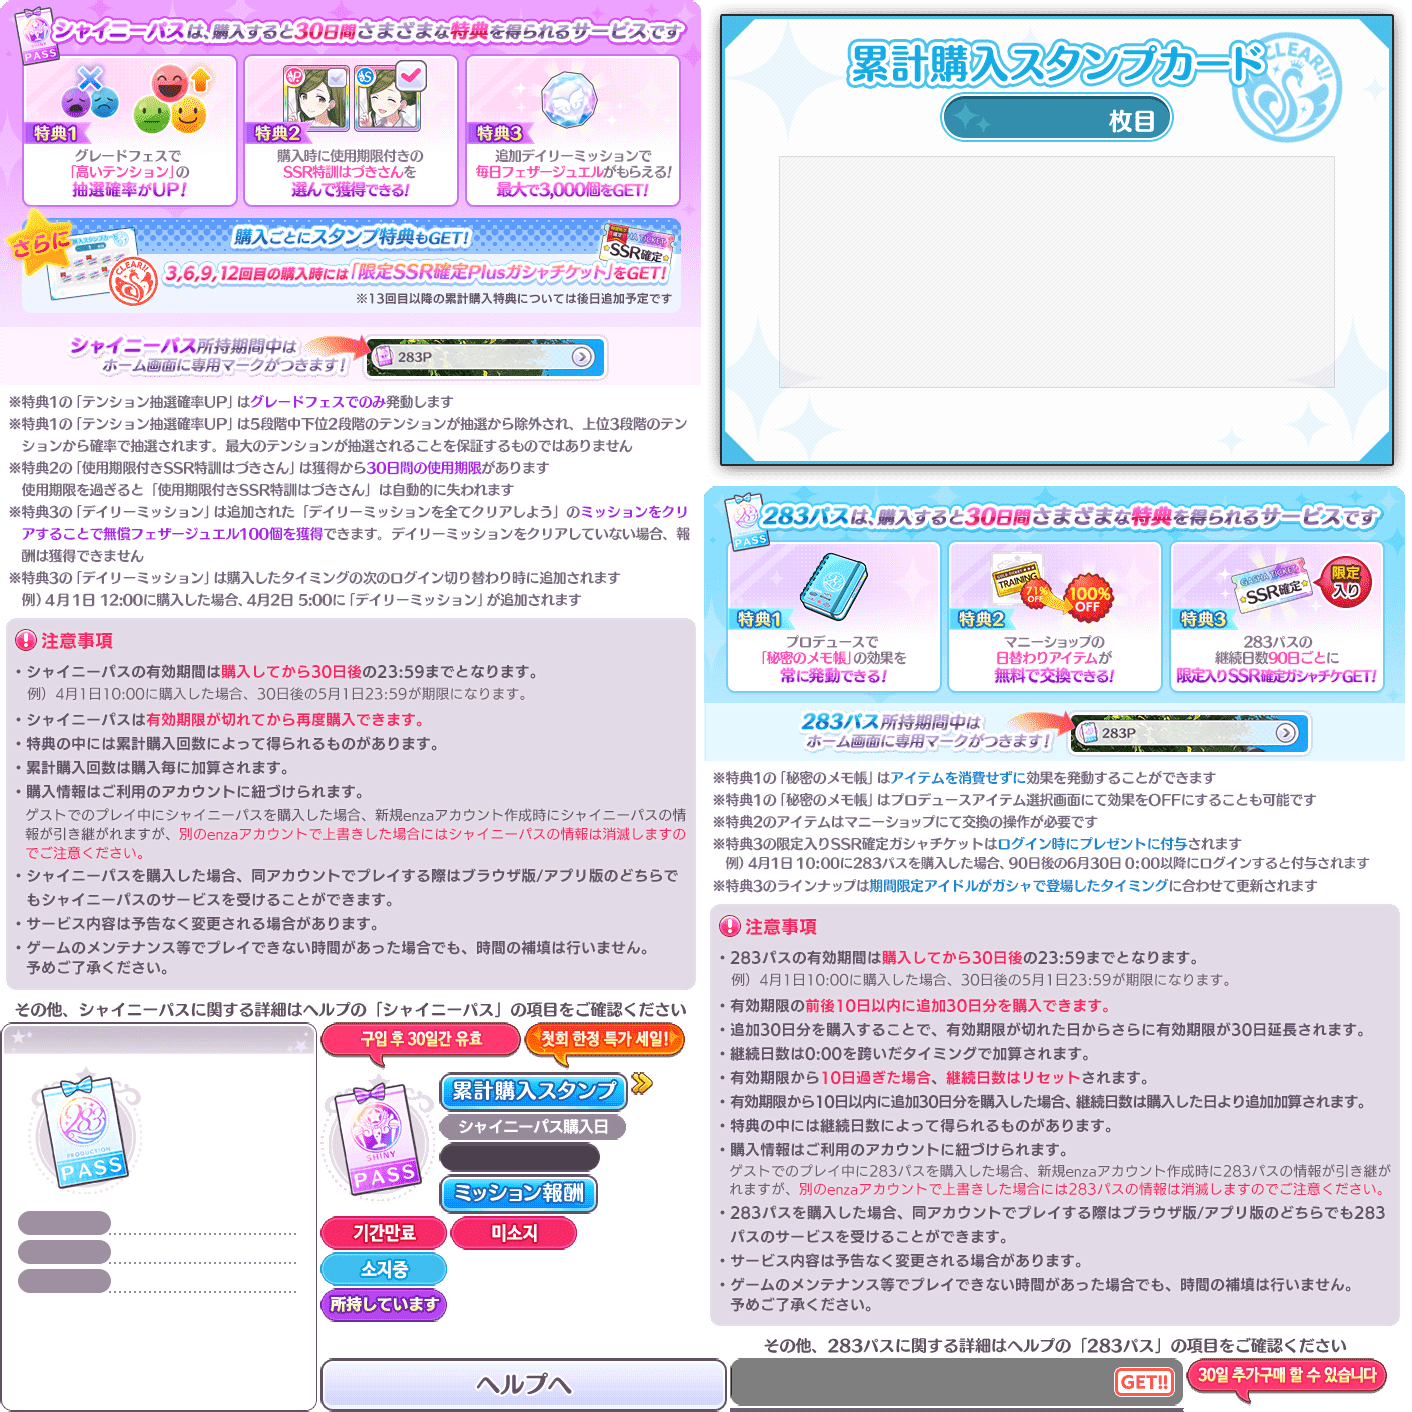 シャイニーパスは、購入すると30日間さまざまな特典を得られるサービスです
PASS
特典1
グレードフェスで
「高いテンション」の
抽選確率がUP!
特典2
購入時に使用期限付きの
SSR特訓はづきさんを
選んで獲得できる!
特典3
追加デイリーミッションで
毎日フェザージュエルがもらえる!
最大で3,000個をGET!
さらに
購入ごとにスタンプ特典もGET!
CLEAR!!
SSR確定
3,6,9,12回目の購入時には「限定SSR確定Plusガシャチケット」をGET!
※13回目以降の累計購入特典については後日追加予定です
シャイニーパス所持期間中は
ホーム画面に専用マークがつきます!
283P
※特典1の「テンション抽選確率UP」はグレードフェスでのみ発動します
※特典1の「テンション抽選確率UP」は5段階中下位2段階のテンションが抽選から除外され、上位3段階のテン
ションから確率で抽選されます。最大のテンションが抽選されることを保証するものではありません
※特典2の「使用期限付きSSR特訓はづきさん」は獲得から30日間の使用期限があります
使用期限を過ぎると「使用期限付きSSR特訓はづきさん」は自動的に失われます
※特典3の「デイリーミッション」は追加された「デイリーミッションを全てクリアしよう」のミッションをクリ
アすることで無償フェザージュエル100個を獲得できます。デイリーミッションをクリアしていない場合、報
酬は獲得できません
※特典3の「デイリーミッション」は購入したタイミングの次のログイン切り替わり時に追加されます
例)4月1日 12:00に購入した場合、4月2日 5:00に「デイリーミッション」が追加されます
注意事項
・シャイニーパスの有効期間は購入してから30日後の23:59までとなります。
例）4月1日10:00に購入した場合、30日後の5月1日23:59が期限になります。
・シャイニーパスは有効期限が切れてから再度購入できます。
・特典の中には累計購入回数によって得られるものがあります。
・累計購入回数は購入毎に加算されます。
・購入情報はご利用のアカウントに紐づけられます。
ゲストでのプレイ中にシャイニーパスを購入した場合、新規enzaアカウント作成時にシャイニーパスの情
報が引き継がれますが、別のenzaアカウントで上書きした場合にはシャイニーパスの情報は消滅しますの
でご注意ください。
・シャイニーパスを購入した場合、同アカウントでプレイする際はブラウザ版/アプリ版のどちらで
もシャイニーパスのサービスを受けることができます。
・サービス内容は予告なく変更される場合があります。
・ゲームのメンテナンス等でプレイできない時間があった場合でも、時間の補填は行いません。
予めご了承ください。
その他、シャイニーパスに関する詳細はヘルプの「シャイニーパス」の項目をご確認ください
283
PRODUCTION
PASS
구입 후 30일간 유효
첫회 한정 특가 세일!
SHINY
PASS
累計購入スタンプ
シャイニーパス購入日
ミッション報酬
기간만료
미소지
소지중
所持しています
ヘルプへ
累計購入スタンプカード
CLEAR!!
枚目
283パスは、購入すると30日間さまざまな特典を得られるサービスです
PASS
特典1
プロデュースで
「秘密のメモ帳」の効果を
常に発動できる!
TRAINING
71%
OFF
100%
OFF
特典2
マニーショップの
日替わりアイテムが
無料で交換できる!
GASHA TICKET
SSR確定
限定
入り
特典3
283パスの
継続日数90日ごとに
限定入りSSR確定ガシャチケGET!
283パス所持期間中は
ホーム画面に専用マークがつきます!
283P
※特典1の「秘密のメモ帳」はアイテムを消費せずに効果を発動することができます
※特典1の「秘密のメモ帳」はプロデュースアイテム選択画面にて効果をOFFにすることも可能です
※特典2のアイテムはマニーショップにて交換の操作が必要です
※特典3の限定入りSSR確定ガシャチケットはログイン時にプレゼントに付与されます
例）4月1日 10:00に283パスを購入した場合、90日後の6月30日 0:00以降にログインすると付与されます
※特典3のラインナップは期間限定アイドルがガシャで登場したタイミングに合わせて更新されます
注意事項
・283パスの有効期間は購入してから30日後の23:59までとなります。
例）4月1日10:00に購入した場合、30日後の5月1日23:59が期限になります。
・有効期限の前後10日以内に追加30日分を購入できます。
・追加30日分を購入することで、有効期限が切れた日からさらに有効期限が30日延長されます。
・継続日数は0:00を跨いだタイミングで加算されます。
・有効期限から10日過ぎた場合、継続日数はリセットされます。
・有効期限から10日以内に追加30日分を購入した場合、継続日数は購入した日より追加加算されます。
・特典の中には継続日数によって得られるものがあります。
・購入情報はご利用のアカウントに紐づけられます。
ゲストでのプレイ中に283パスを購入した場合、新規enzaアカウント作成時に283パスの情報が引き継が
れますが、別のenzaアカウントで上書きした場合には283パスの情報は消滅しますのでご注意ください。
・283パスを購入した場合、同アカウントでプレイする際はブラウザ版/アプリ版のどちらでも283
パスのサービスを受けることができます。
・サービス内容は予告なく変更される場合があります。
・ゲームのメンテナンス等でプレイできない時間があった場合でも、時間の補填は行いません。
予めご了承ください。
その他、283パスに関する詳細はヘルプの「283パス」の項目をご確認ください
GET!!
30일 추가구매 할 수 있습니다